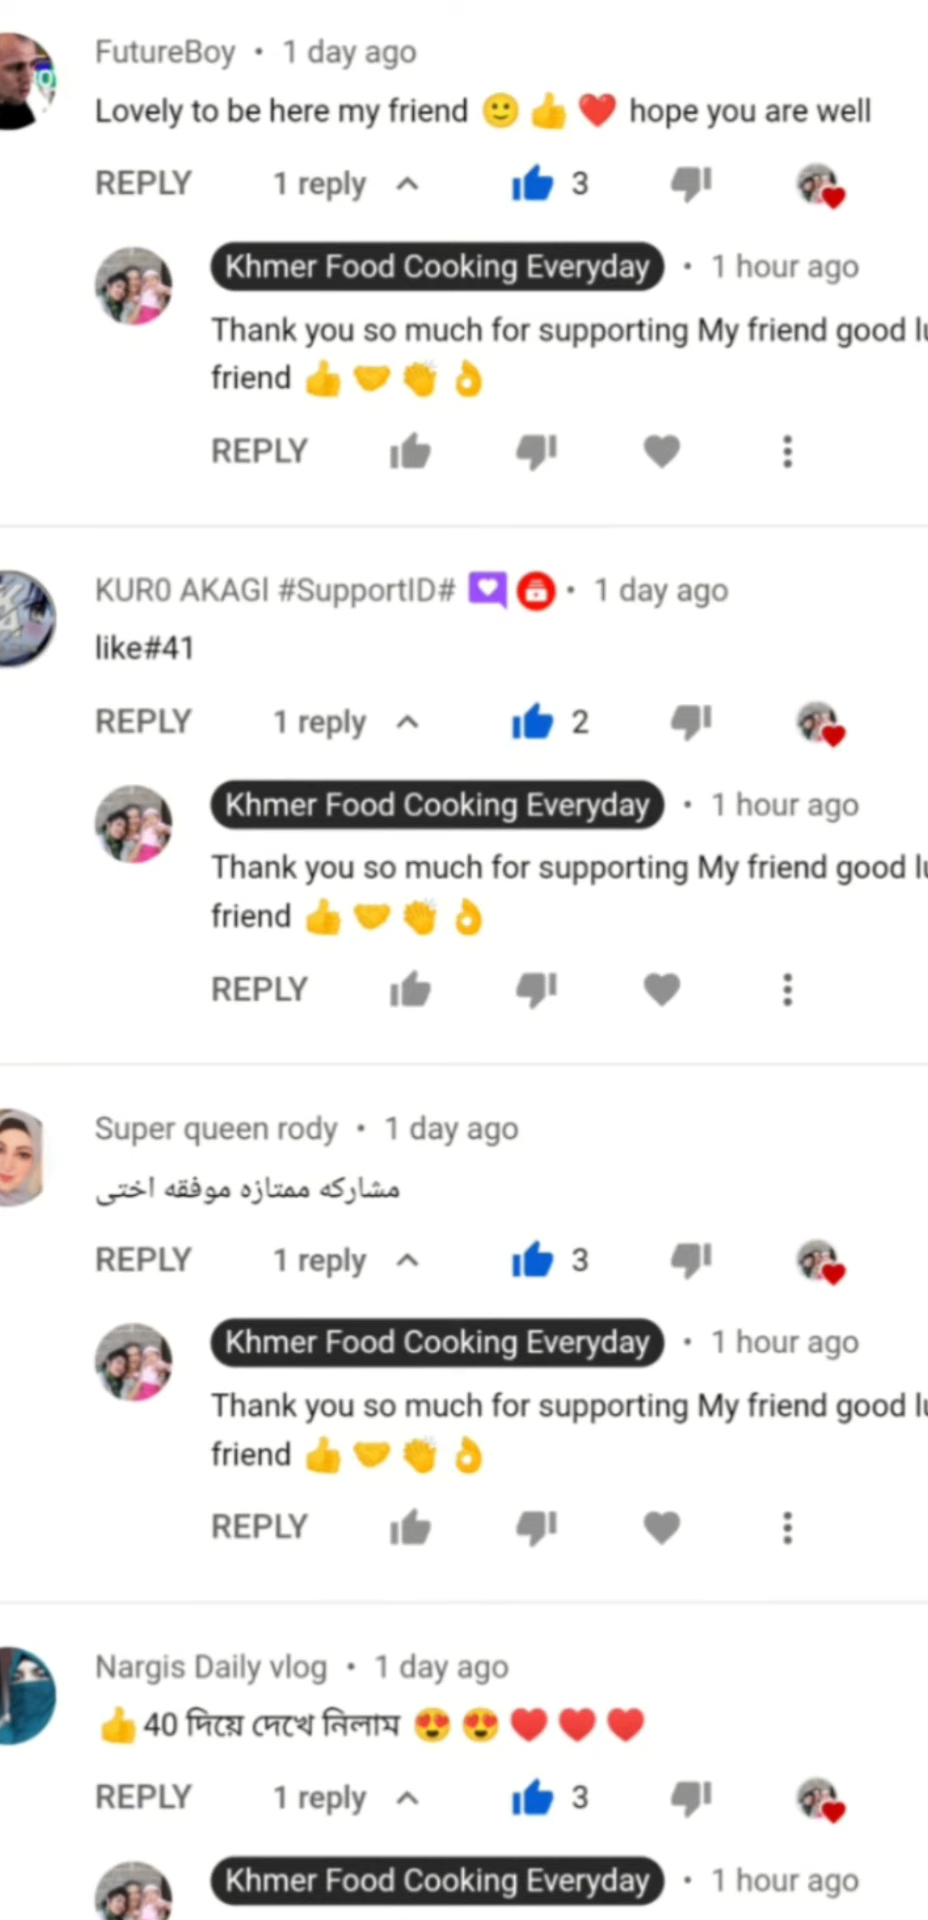 FutureBoy • 1 day ago
Lovely to be here my friend 🙂👍❤️ hope you are well
REPLY 1 reply 3
Khmer Food Cooking Everyday • 1 hour ago
Thank you so much for supporting My friend good
friend 👍🤝👏👌
REPLY
KUR0 AKAGI #SupportID# • 1 day ago
like#41
REPLY 1 reply 2
Khmer Food Cooking Everyday • 1 hour ago
Thank you so much for supporting My friend good
friend 👍🤝👏👌
REPLY
Super queen rody • 1 day ago
مشاركه ممتازه موفقه اختى
REPLY 1 reply 3
Khmer Food Cooking Everyday • 1 hour ago
Thank you so much for supporting My friend good
friend 👍🤝👏👌
REPLY
Nargis Daily vlog • 1 day ago
👍40 দিয়ে দেখে নিলাম 😍😍♥️♥️♥️
REPLY 1 reply 3
Khmer Food Cooking Everyday • 1 hour ago